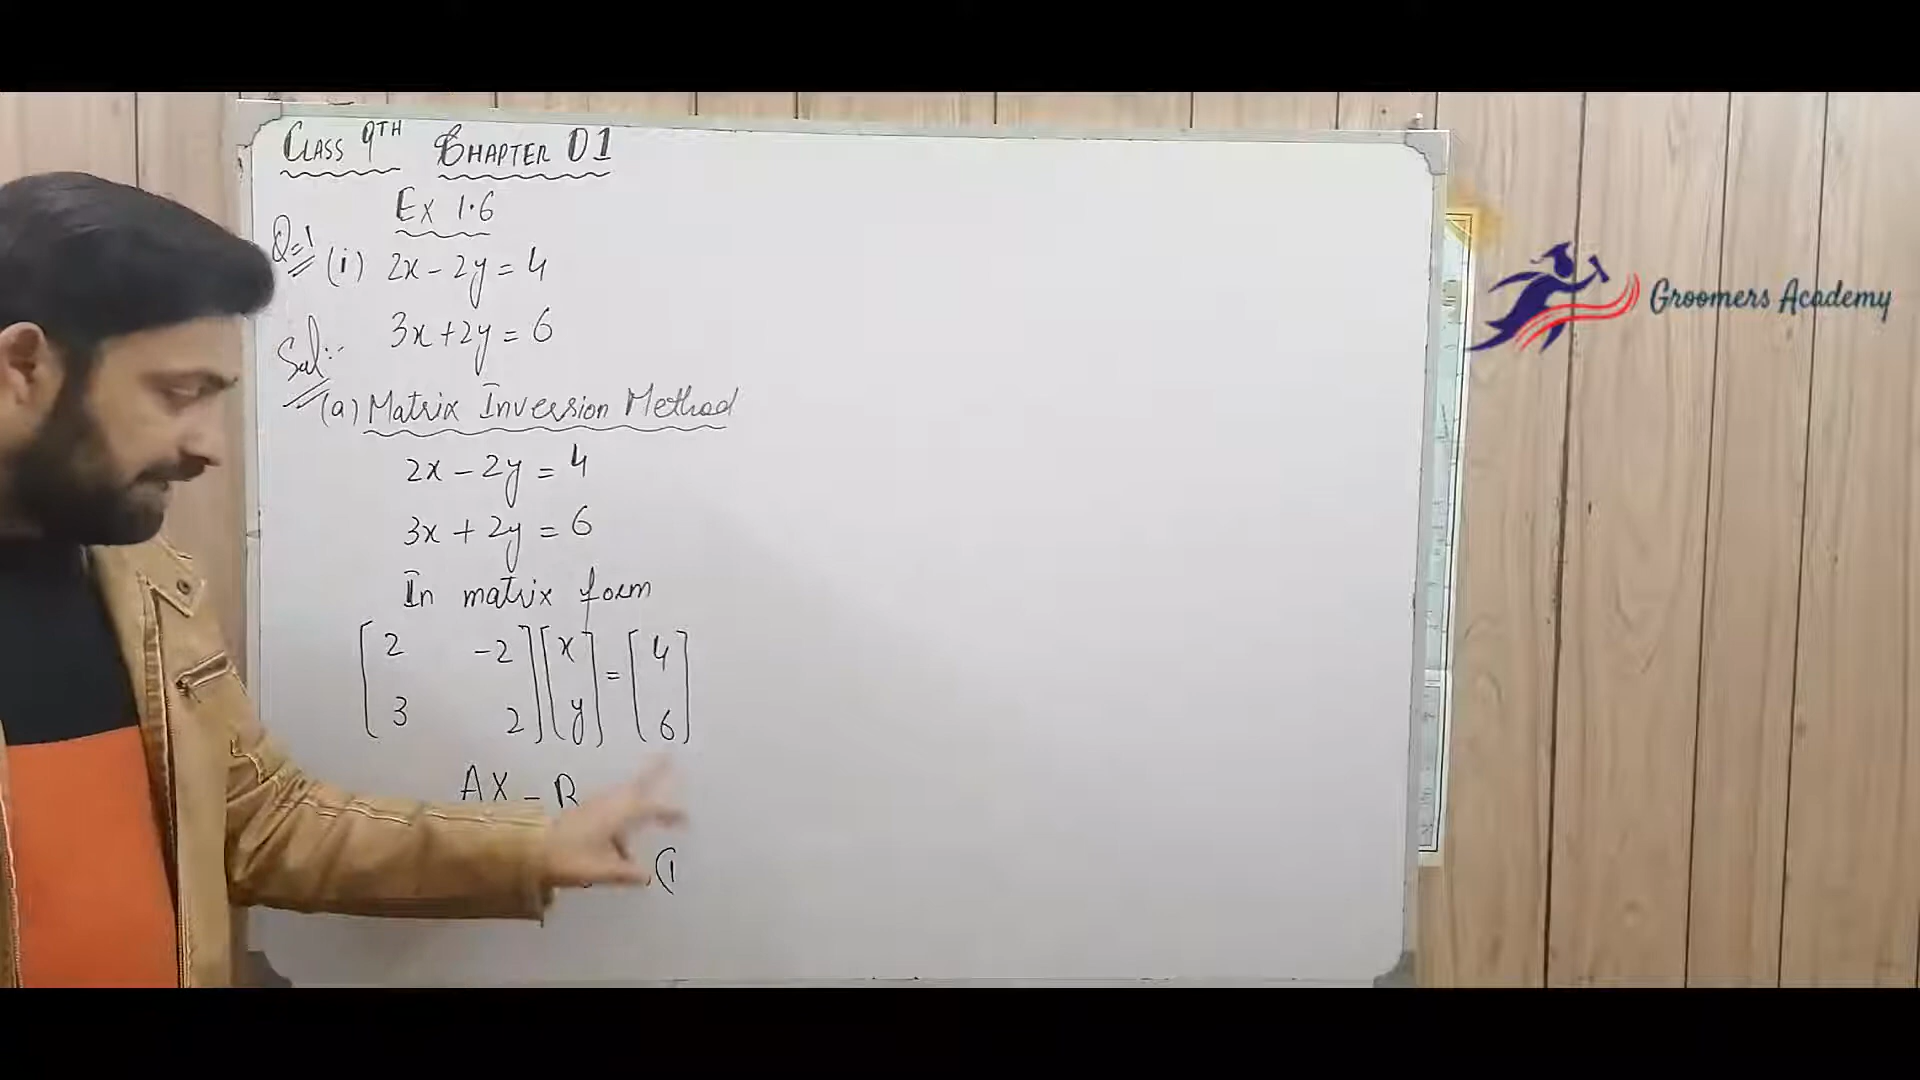 CLASS 9TH CHAPTER 01
Ex 1.6
Q=1 (i) 2x - 2y = 4
3x + 2y = 6
Sol:-
(a) Matrix Inversion Method
2x - 2y = 4
3x + 2y = 6
In matrix form
[2 -2] [x] = [4]
[3 2] [y] [6]
AX = B
(1
Groomers Academy